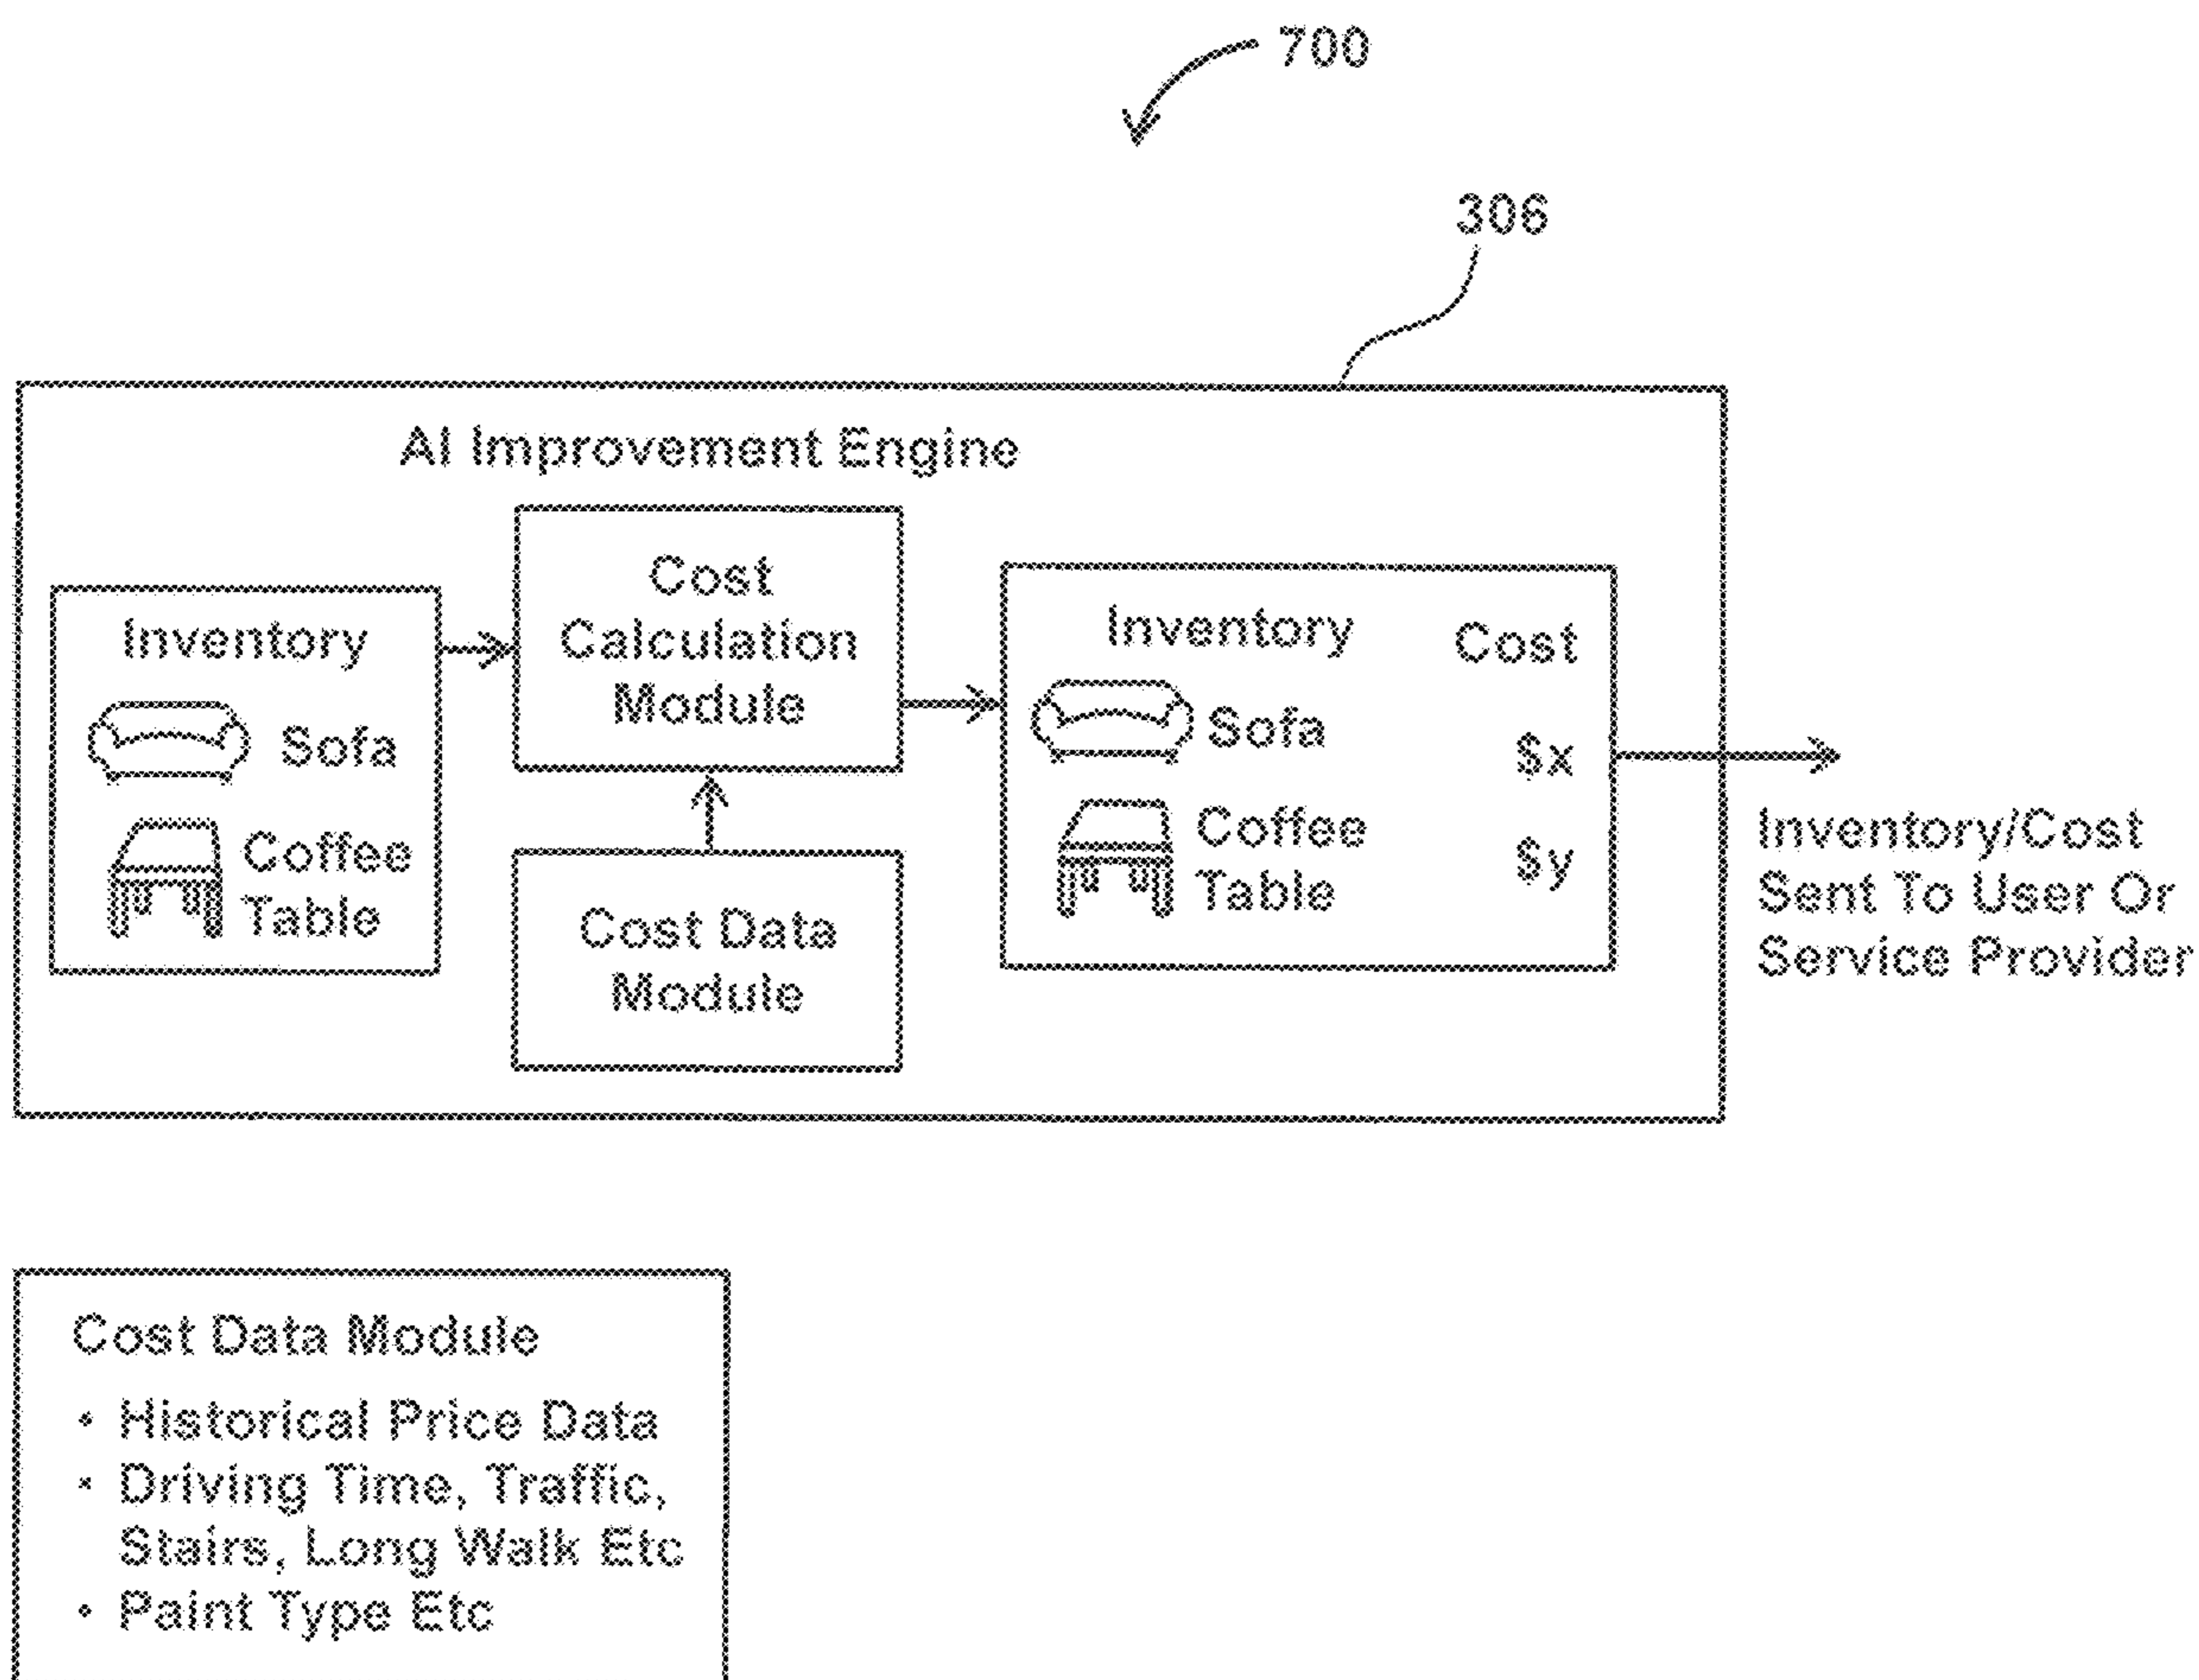 700
306
AI Improvement Engine
Inventory
Sofa
Coffee
Table
Cost
Calculation
Module
Cost Data
Module
Inventory
Cost
Sofa
$x
Coffee
Table
$y
Inventory/Cost
Sent To User Or
Service Provider
Cost Data Module
• Historical Price Data
• Driving Time, Traffic,
Stairs, Long Walk Etc
• Paint Type Etc